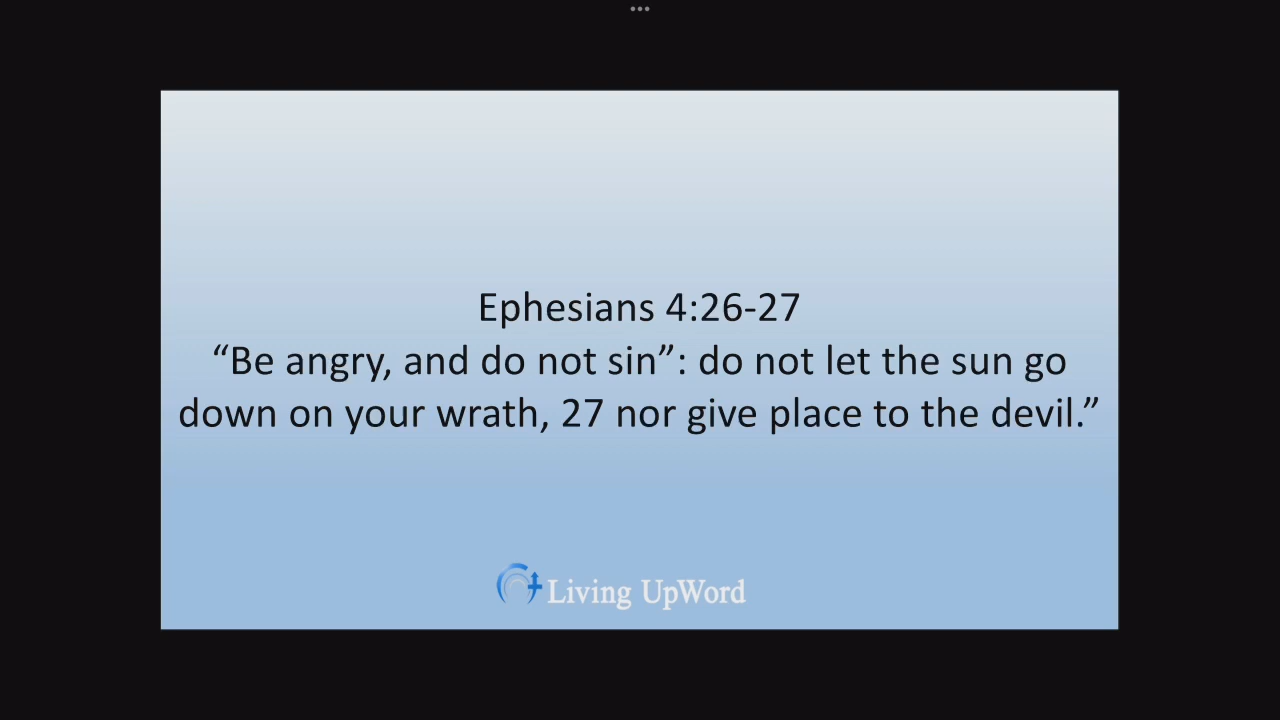 Ephesians 4:26-27
“Be angry, and do not sin”: do not let the sun go
down on your wrath, 27 nor give place to the devil.”
Living UpWord